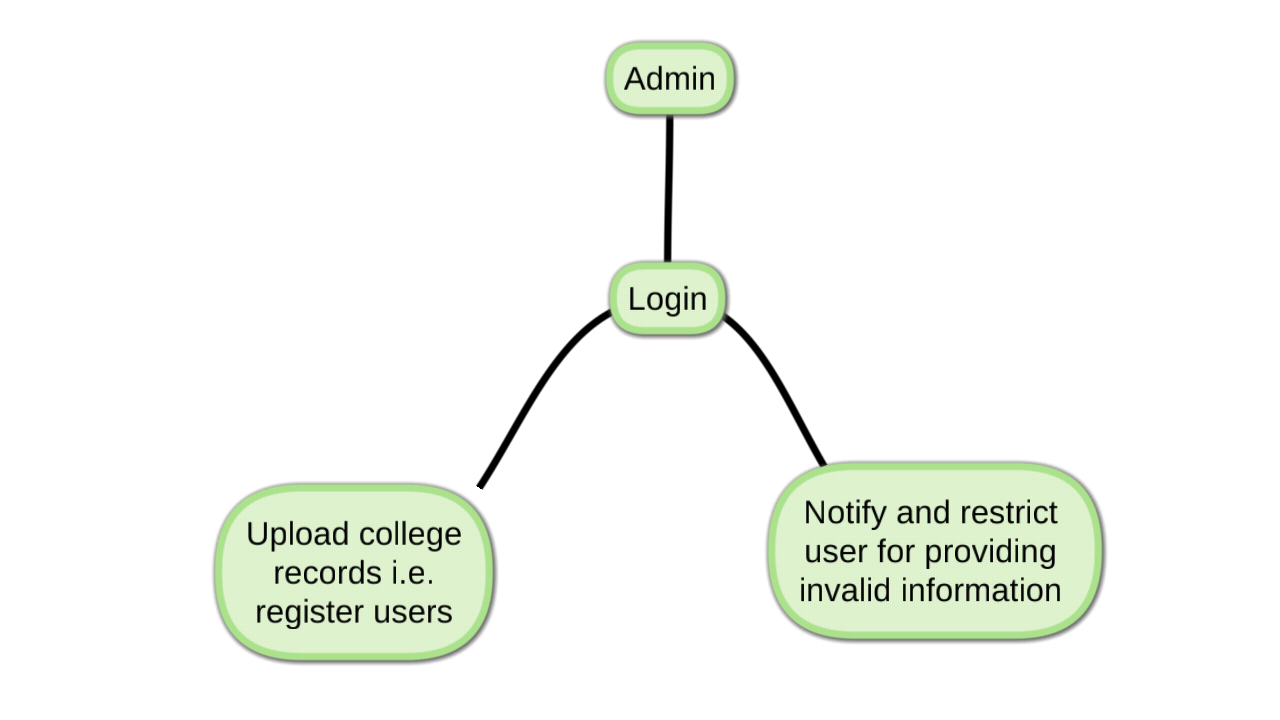 Admin
Login
Upload college
records i.e.
register users
Notify and restrict
user for providing
invalid information